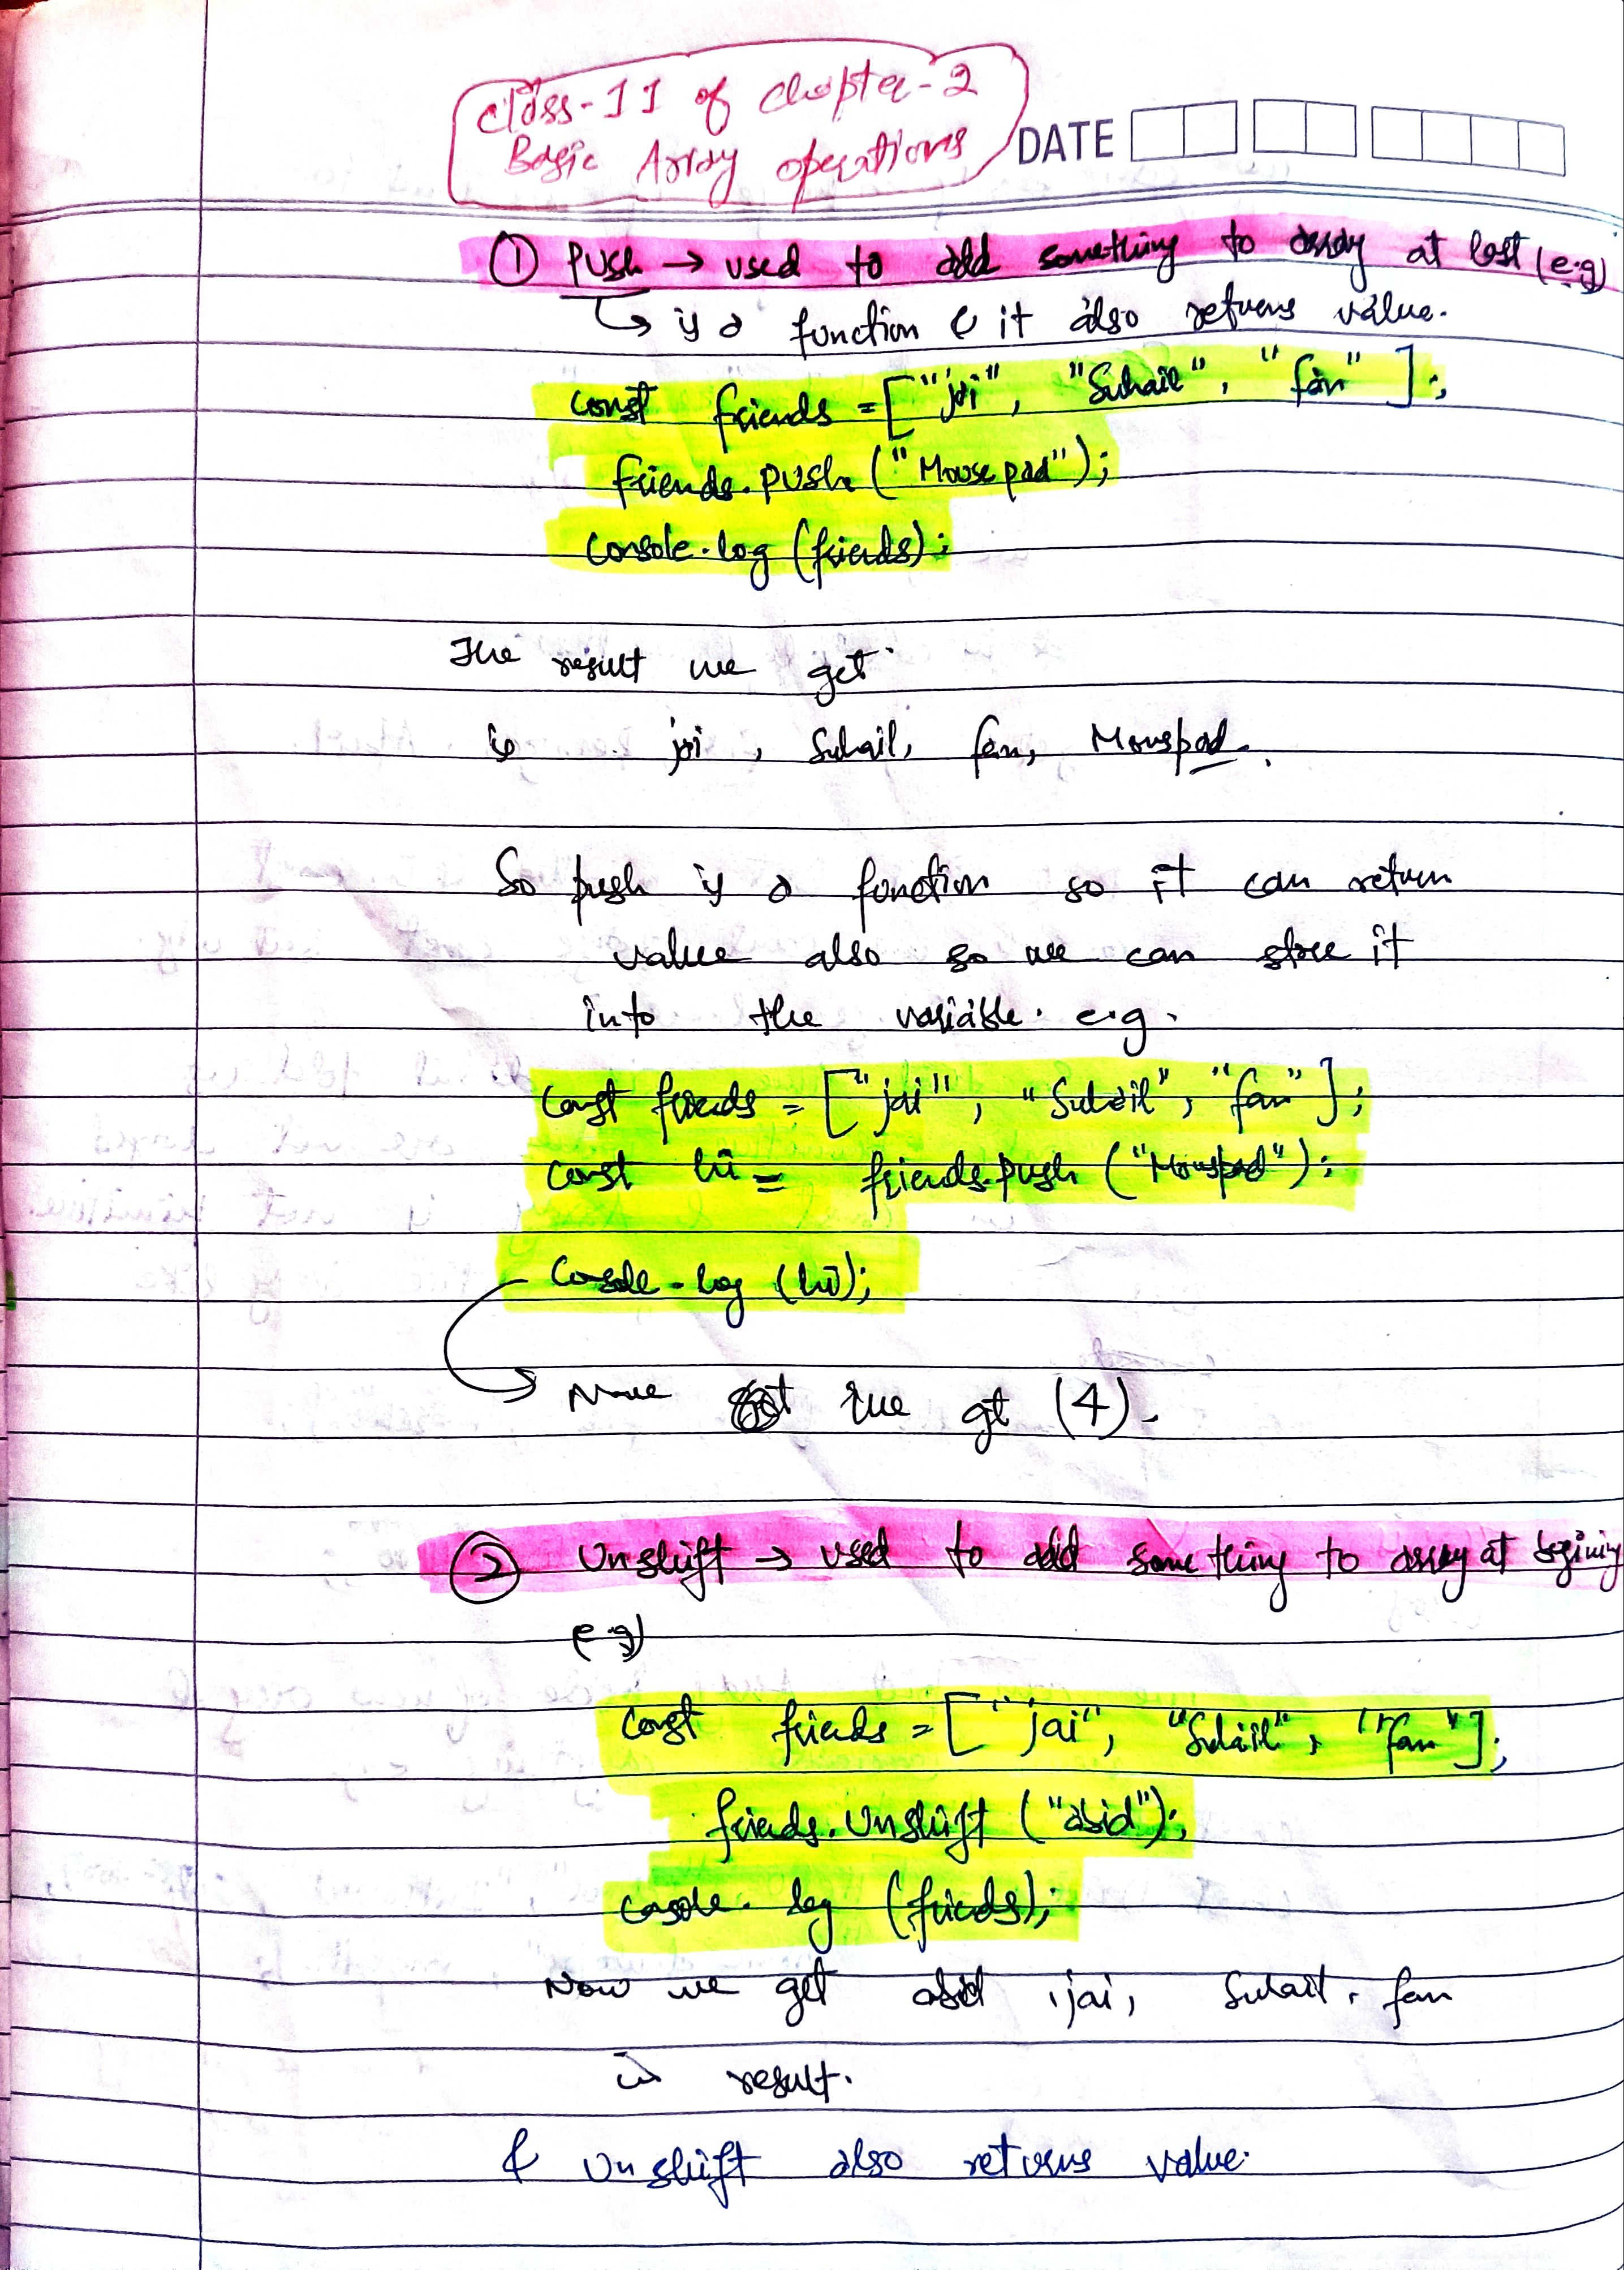 class-11 of chapter-2
Basic Array operations
DATE
① Push → used to add something to array at last (e.g)
↳ is a function & it also returns value.
const friends = ["jai", "Suhail", "fan"];
friends.push ("Mouse pad");
console.log (friends);
The result we get
is jai, Suhail, fan, Mouspad.
So push is a function so it can return
value also so we can store it
into the variable. e.g.
const friends = ["jai", "Suhail", "fan"];
const hū = friends.push ("Mouspad");
Console.log (hū);
→ we get (4).
② Unshift → used to add something to array at begining
e.g)
const friends = ["jai", "Suhail", "fan"];
friends.Unshift ("abid");
console.log (friends);
Now we get abid, jai, Suhail, fan
is result.
& Unshift also returns value.